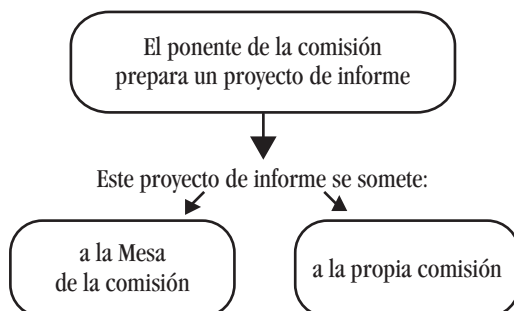 El ponente de la comisión
prepara un proyecto de informe
Este proyecto de informe se somete:
a la Mesa
de la comisión
a la propia comisión